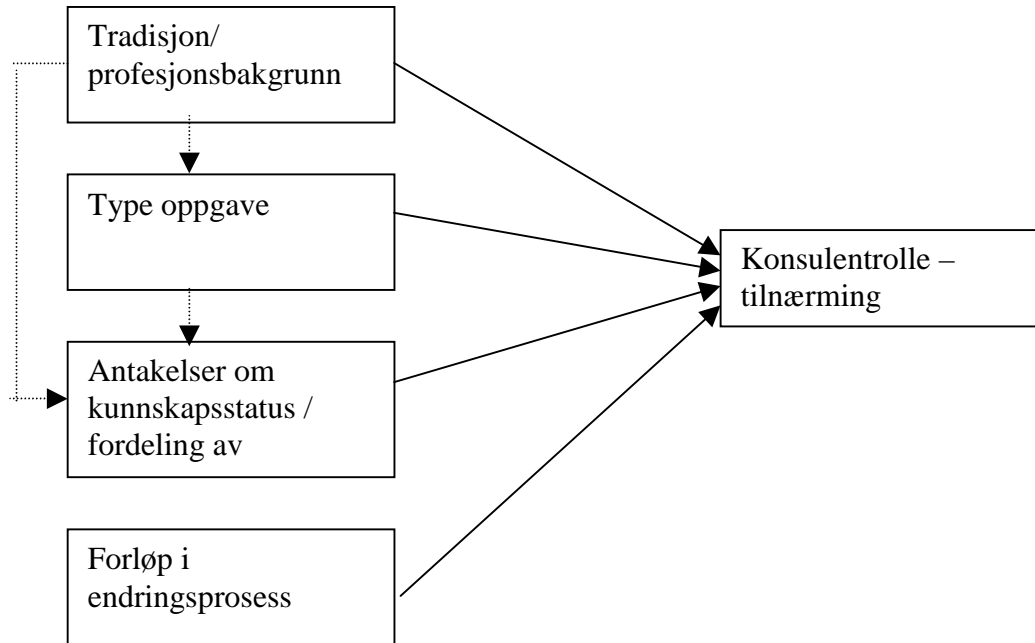 Tradisjon/
profesjonsbakgrunn
Type oppgave
Antakelser om
kunnskapsstatus /
fordeling av
Forløp i
endringsprosess
Konsulentrolle –
tilnærming